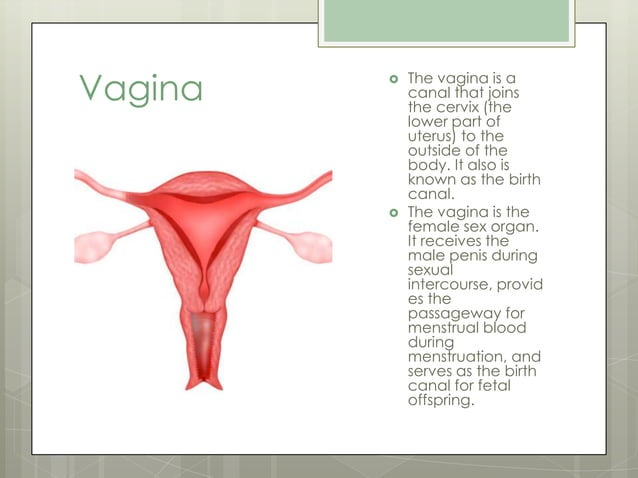 Vagina
The vagina is a
canal that joins
the cervix (the
lower part of
uterus) to the
outside of the
body. It also is
known as the birth
canal.
The vagina is the
female sex organ.
It receives the
male penis during
sexual
intercourse, provid
es the
passageway for
menstrual blood
during
menstruation, and
serves as the birth
canal for fetal
offspring.